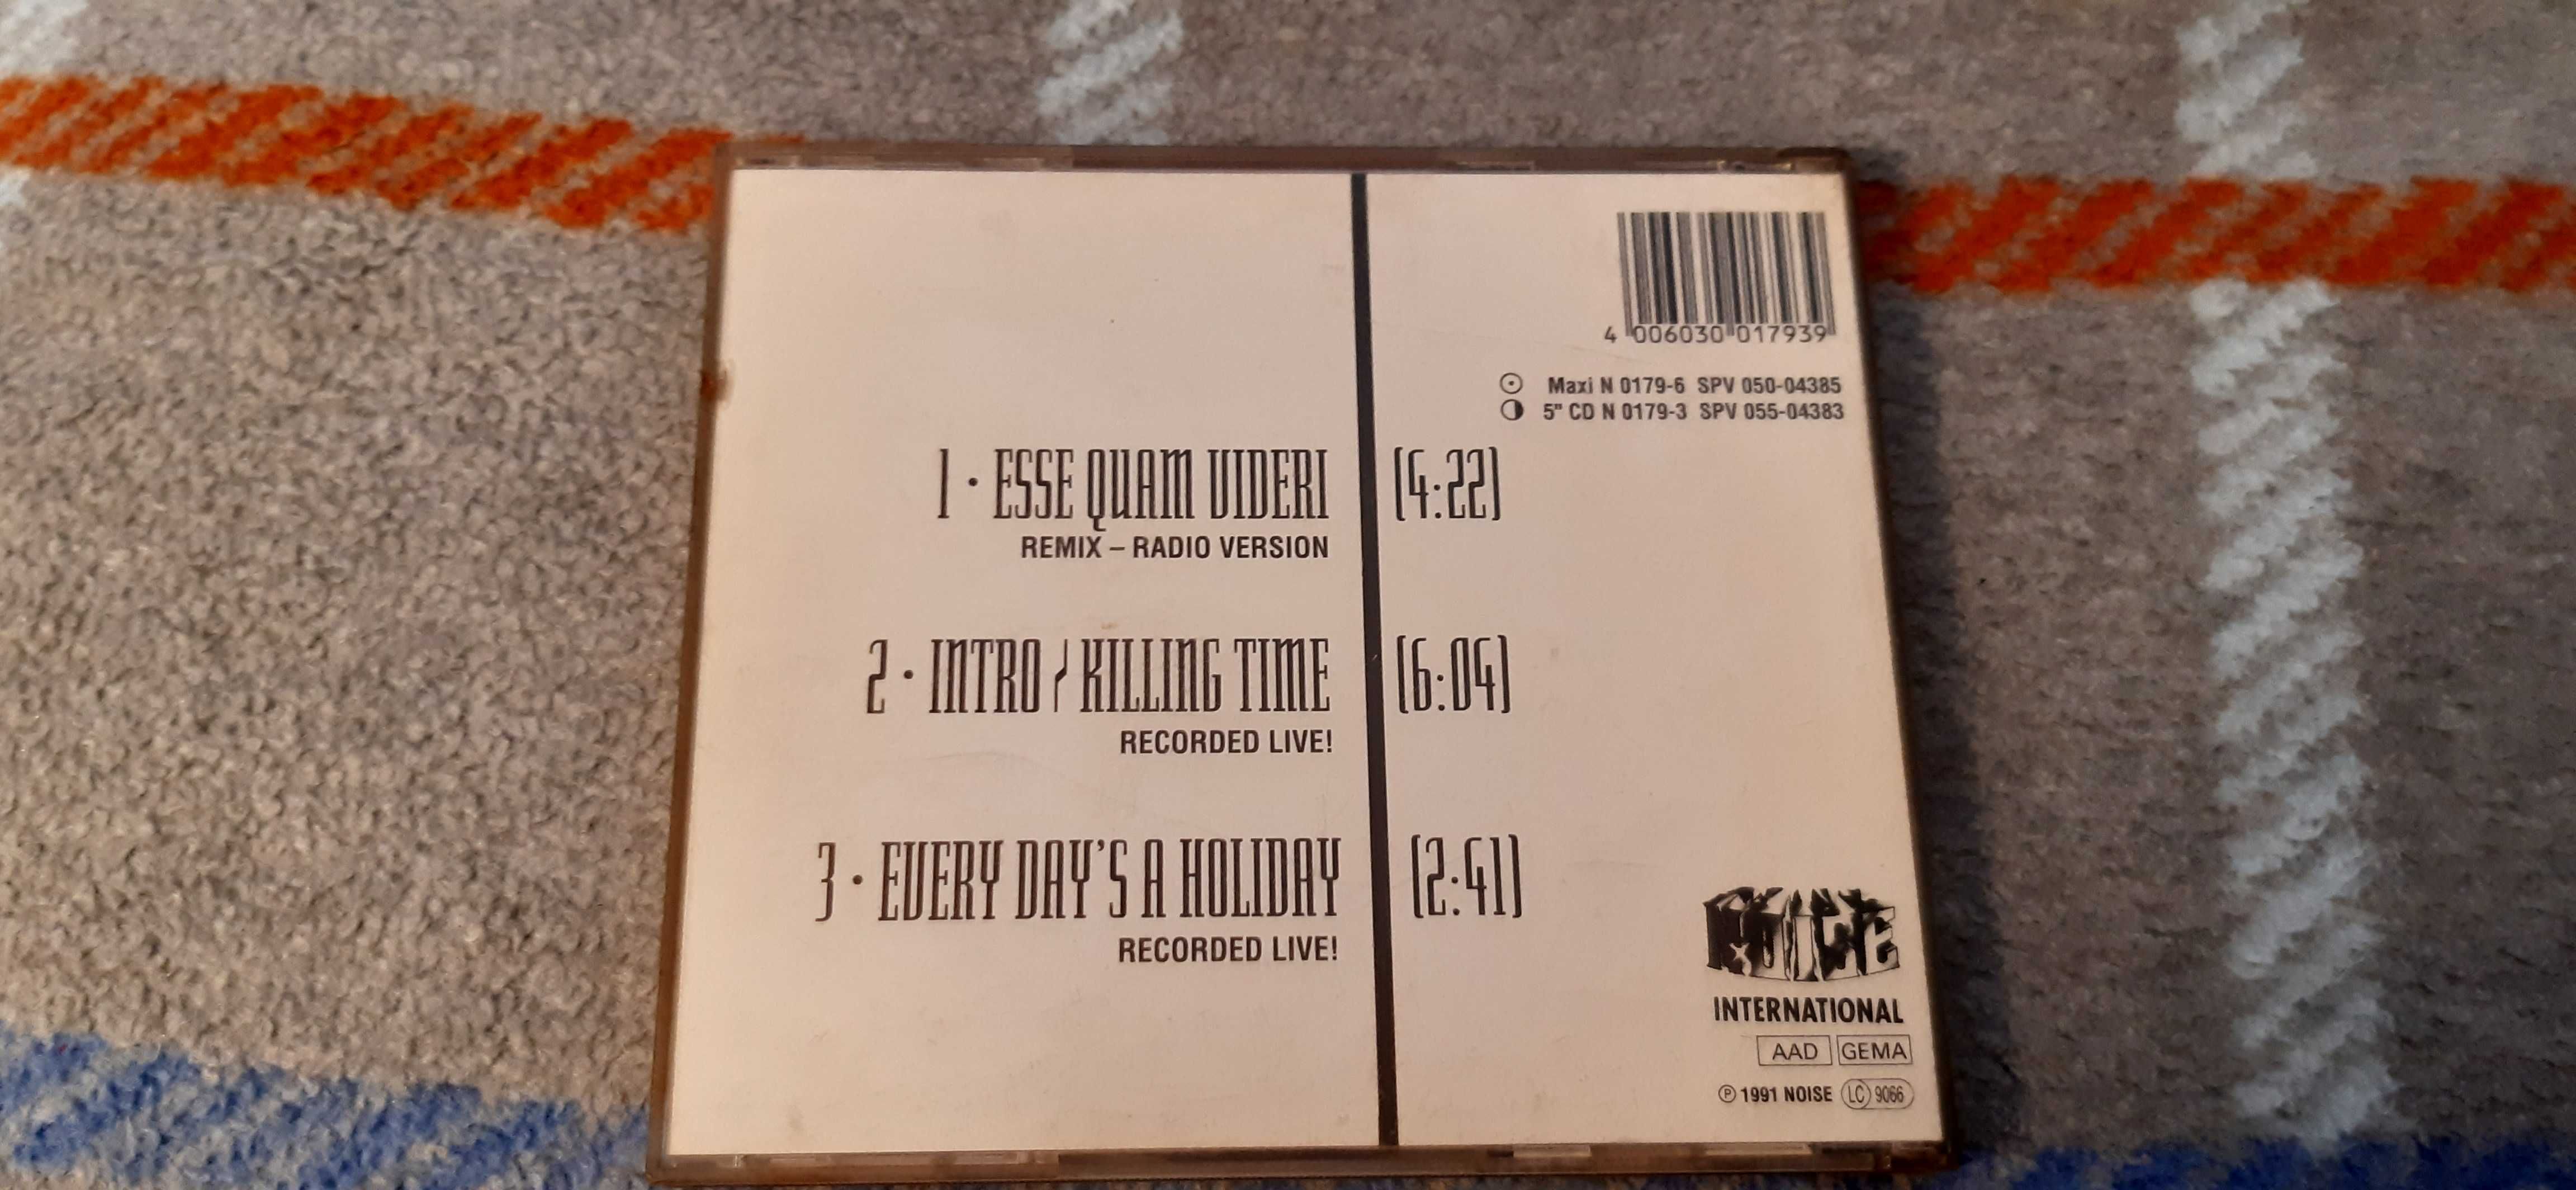 4 006030 017939
Maxi N 0179-6 SPV 050-04385
5" CD N 0179-3 SPV 055-04383
1 · ESSE QUAM VIDERI (4:22)
REMIX – RADIO VERSION
2 · INTRO / KILLING TIME (6:04)
RECORDED LIVE!
3 · EVERY DAY'S A HOLIDAY (2:41)
RECORDED LIVE!
NOISE
INTERNATIONAL
AAD GEMA
℗ 1991 NOISE LC 9066